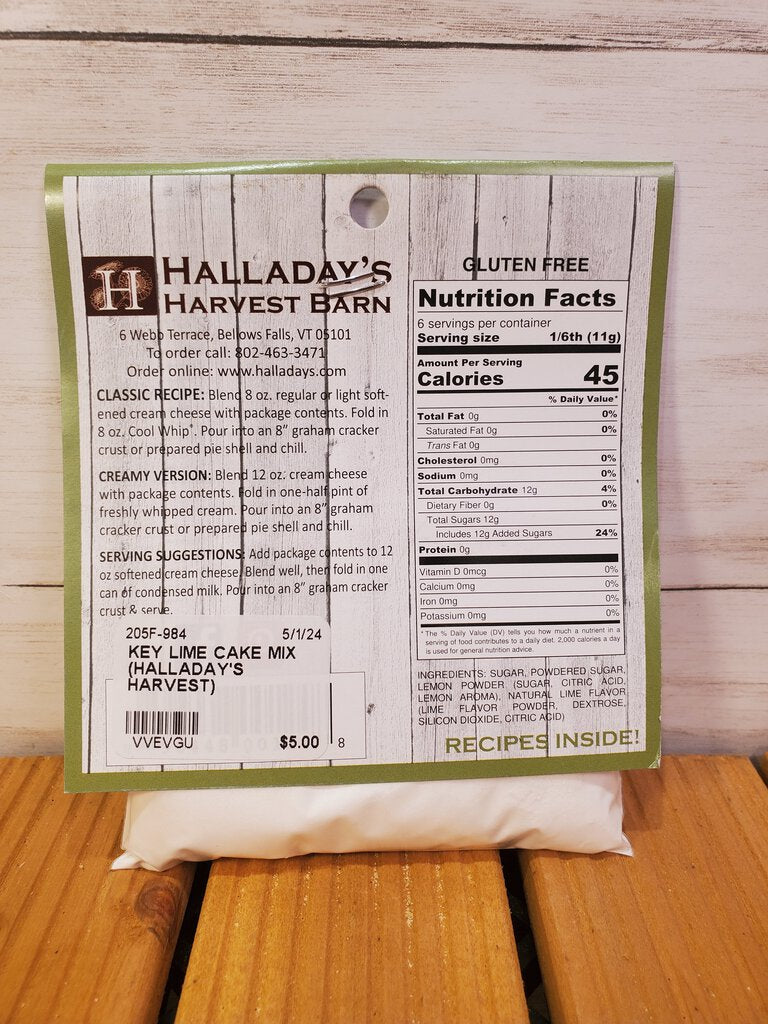 H
HALLADAY'S
HARVEST BARN
6 Webb Terrace, Bellows Falls, VT 05101
To order call: 802-463-3471
Order online: www.halladays.com
CLASSIC RECIPE: Blend 8 oz. regular or light soft-
ened cream cheese with package contents. Fold in
8 oz. Cool Whip*. Pour into an 8" graham cracker
crust or prepared pie shell and chill.
CREAMY VERSION: Blend 12 oz. cream cheese
with package contents. Fold in one-half pint of
freshly whipped cream. Pour into an 8" graham
cracker crust or prepared pie shell and chill.
SERVING SUGGESTIONS: Add package contents to 12
oz softened cream cheese. Blend well, then fold in one
can of condensed milk. Pour into an 8" graham cracker
crust & serve.
205F-984 5/1/24
KEY LIME CAKE MIX
(HALLADAY'S
HARVEST)
VVEVGU $5.00 8
GLUTEN FREE
Nutrition Facts
6 servings per container
Serving size 1/6th (11g)
Amount Per Serving
Calories 45
% Daily Value*
Total Fat 0g 0%
Saturated Fat 0g 0%
Trans Fat 0g
Cholesterol 0mg 0%
Sodium 0mg 0%
Total Carbohydrate 12g 4%
Dietary Fiber 0g 0%
Total Sugars 12g
Includes 12g Added Sugars 24%
Protein 0g
Vitamin D 0mcg 0%
Calcium 0mg 0%
Iron 0mg 0%
Potassium 0mg 0%
* The % Daily Value (DV) tells you how much a nutrient in a
serving of food contributes to a daily diet. 2,000 calories a day
is used for general nutrition advice.
INGREDIENTS: SUGAR, POWDERED SUGAR,
LEMON POWDER (SUGAR, CITRIC ACID,
LEMON AROMA), NATURAL LIME FLAVOR
(LIME FLAVOR POWDER, DEXTROSE,
SILICON DIOXIDE, CITRIC ACID)
RECIPES INSIDE!